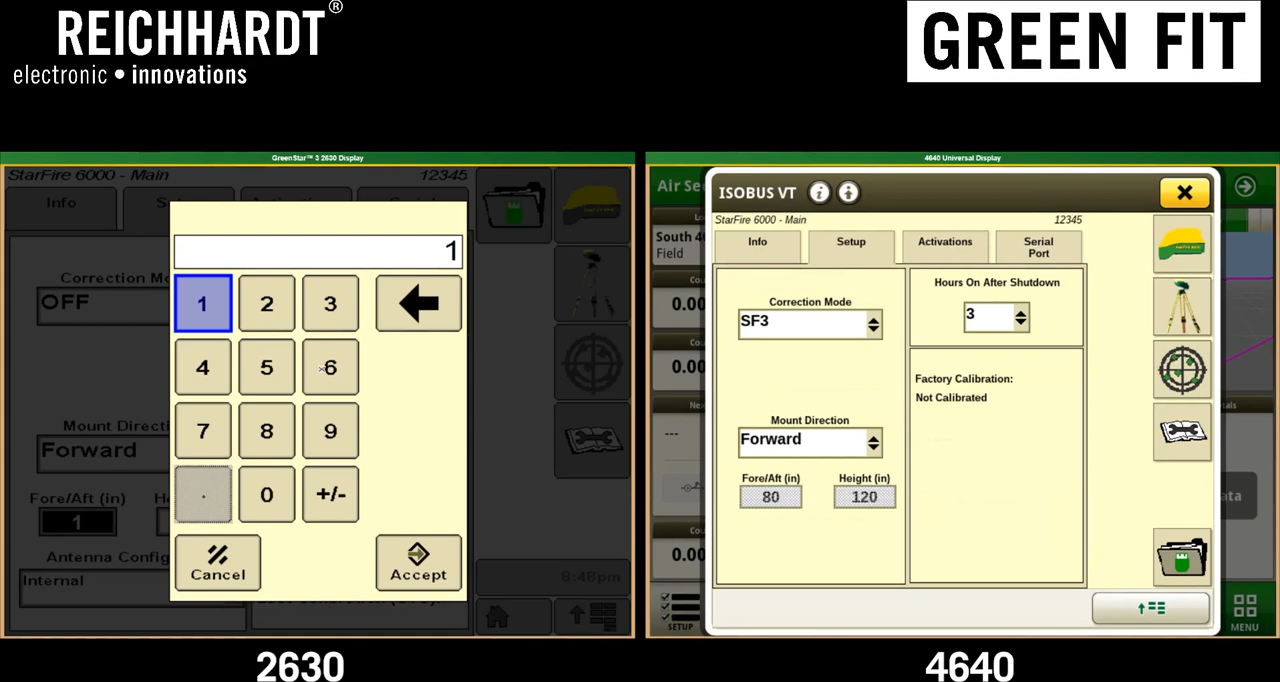 REICHHARDT®
electronic • innovations
GREEN FIT
GreenStar™ 3 2630 Display
StarFire 6000 - Main
12345
Info
1
Correction Mo
OFF
1
2
3
4
5
6
7
8
9
.
0
+/-
Mount Directi
Forward
Fore/Aft (in)
He
1
Antenna Config
Internal
Cancel
Accept
8:48pm
2630
4640 Universal Display
Air Se
ISOBUS VT
StarFire 6000 - Main
12345
Info
Setup
Activations
Serial
Port
South 40
Field
Correction Mode
SF3
Hours On After Shutdown
3
0.00
0.00
---
0.00
Factory Calibration:
Not Calibrated
Mount Direction
Forward
Fore/Aft (in)
Height (in)
80
120
SETUP
MENU
4640